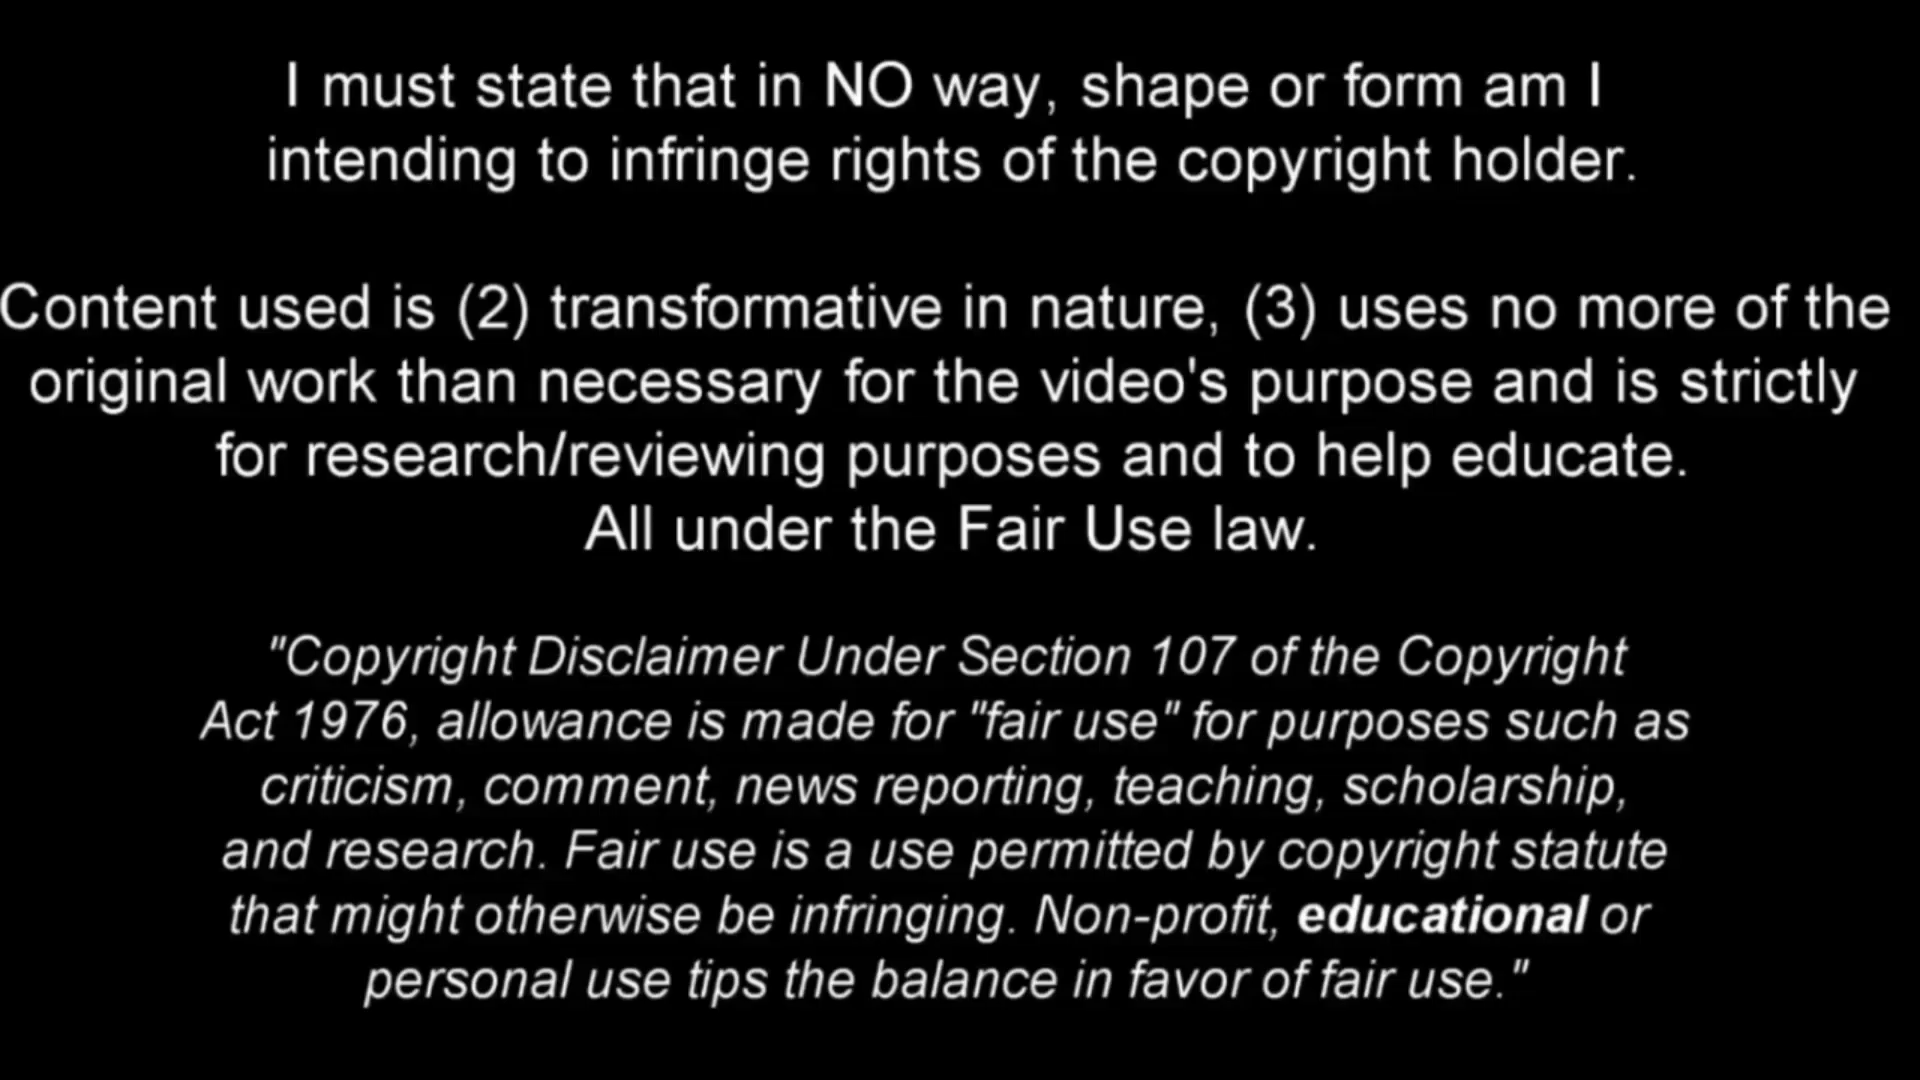 I must state that in NO way, shape or form am I
intending to infringe rights of the copyright holder.
Content used is (2) transformative in nature, (3) uses no more of the
original work than necessary for the video's purpose and is strictly
for research/reviewing purposes and to help educate.
All under the Fair Use law.
"Copyright Disclaimer Under Section 107 of the Copyright
Act 1976, allowance is made for "fair use" for purposes such as
criticism, comment, news reporting, teaching, scholarship,
and research. Fair use is a use permitted by copyright statute
that might otherwise be infringing. Non-profit, educational or
personal use tips the balance in favor of fair use."